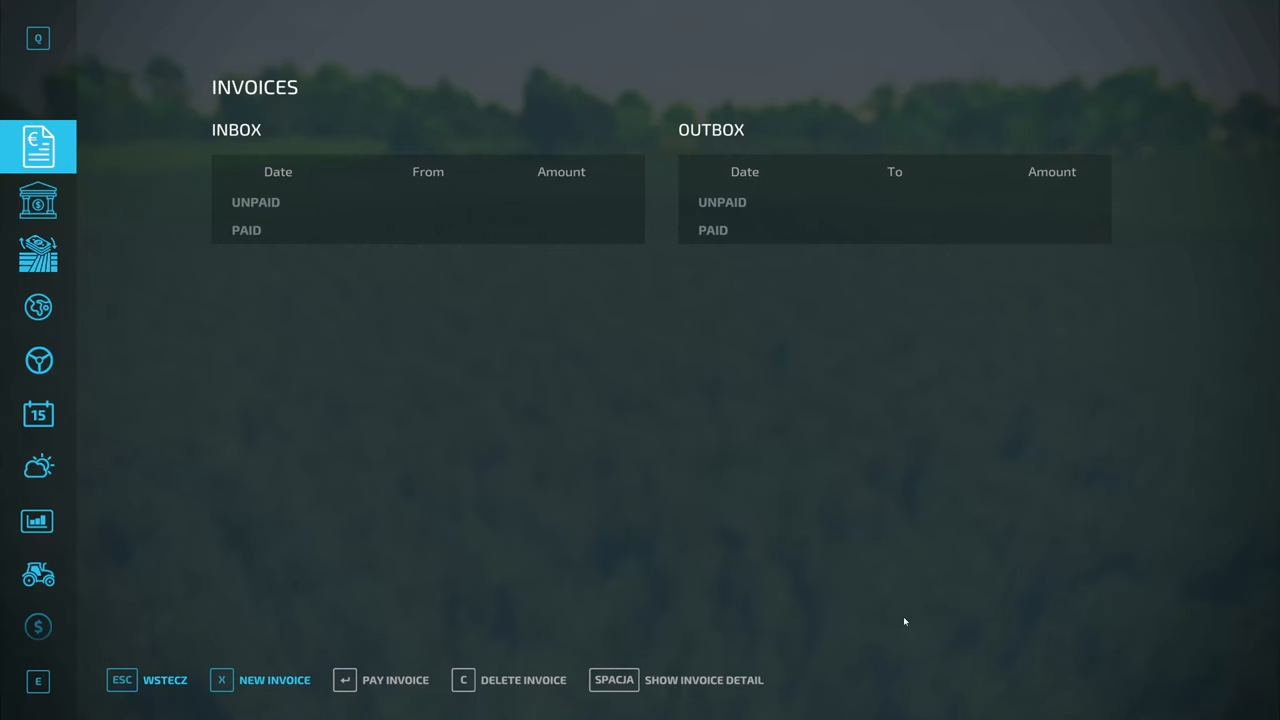 Q
INVOICES
INBOX
Date From Amount
UNPAID
PAID
OUTBOX
Date To Amount
UNPAID
PAID
€
$
15
$
E
ESC WSTECZ X NEW INVOICE ↵ PAY INVOICE C DELETE INVOICE SPACJA SHOW INVOICE DETAIL